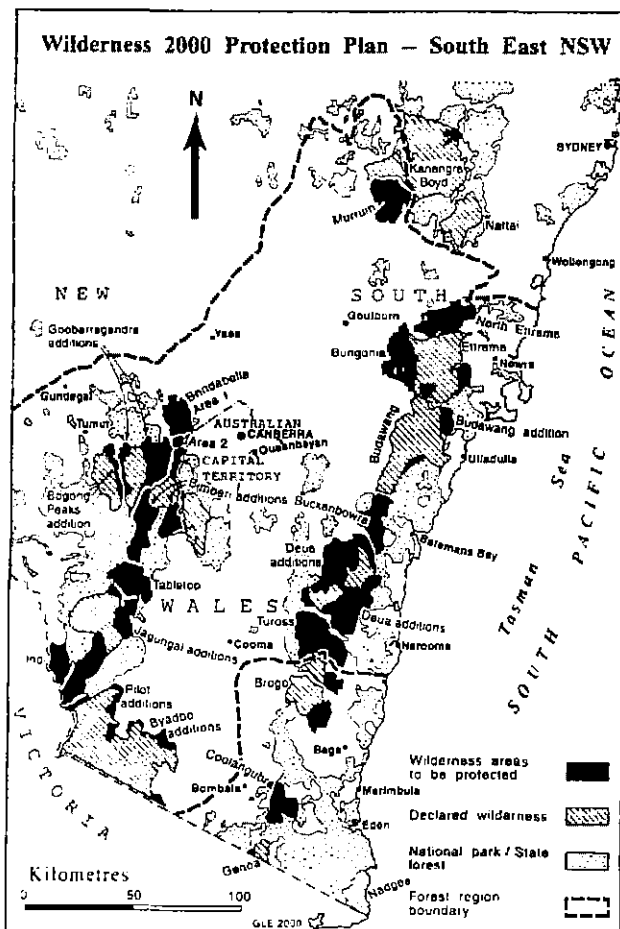 Wilderness 2000 Protection Plan – South East NSW
N
SYDNEY
Kanangra
Boyd
Murruin
Nattai
Wollongong
NEW
SOUTH
OCEAN
Goobarragandra
additions
Yass
Goulburn
North Ettrema
Bungonia
Ettrema
Nowra
Gundagai
Brindabella
Area 1
Tumut
AUSTRALIAN
Area 2
CANBERRA
Queanbeyan
CAPITAL
TERRITORY
Budawang
Budawang
addition
Ulladulla
Bimberi additions
Buckenbowra
Bogong
Peaks
addition
Deua
additions
Batemans Bay
Tasman Sea
SOUTH PACIFIC
Tabletop
WALES
Deua additions
Tuross
Jagungal additions
Cooma
Narooma
Pilot
additions
Brogo
Byadbo
additions
VICTORIA
Bega
Coolangubra
Bombala
Merimbula
Eden
Genoa
Nadgee
Wilderness areas
to be protected
Declared wilderness
National park / State
forest
Forest region
boundary
Kilometres
0 50 100
GLE 2000